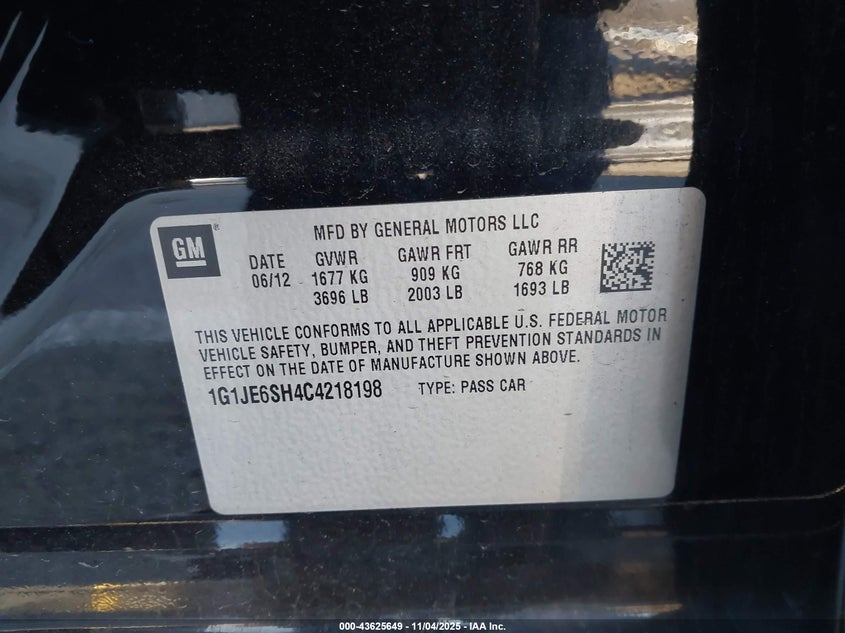 GM
MFD BY GENERAL MOTORS LLC
DATE GVWR GAWR FRT GAWR RR
06/12 1677 KG 909 KG 768 KG
3696 LB 2003 LB 1693 LB
THIS VEHICLE CONFORMS TO ALL APPLICABLE U.S. FEDERAL MOTOR
VEHICLE SAFETY, BUMPER, AND THEFT PREVENTION STANDARDS IN
EFFECT ON THE DATE OF MANUFACTURE SHOWN ABOVE.
1G1JE6SH4C4218198 TYPE: PASS CAR
000-43625649 - 11/04/2025 - IAA Inc.